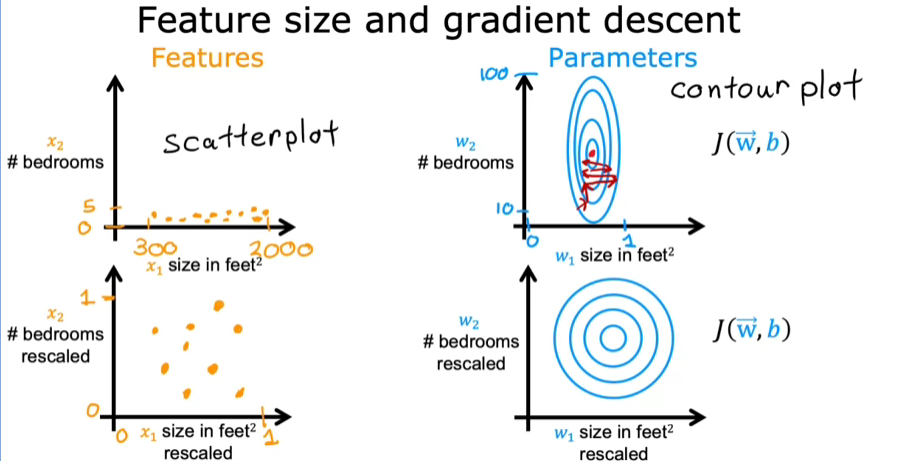 Feature size and gradient descent
Features
Parameters
scatterplot
x₂
# bedrooms
5
0
300
2000
x₁ size in feet²
100
contour plot
w₂
# bedrooms
J(w⃗, b)
10
0
1
w₁ size in feet²
1
x₂
# bedrooms
rescaled
0
0
x₁ size in feet²
1
rescaled
w₂
# bedrooms
rescaled
J(w⃗, b)
w₁ size in feet²
rescaled